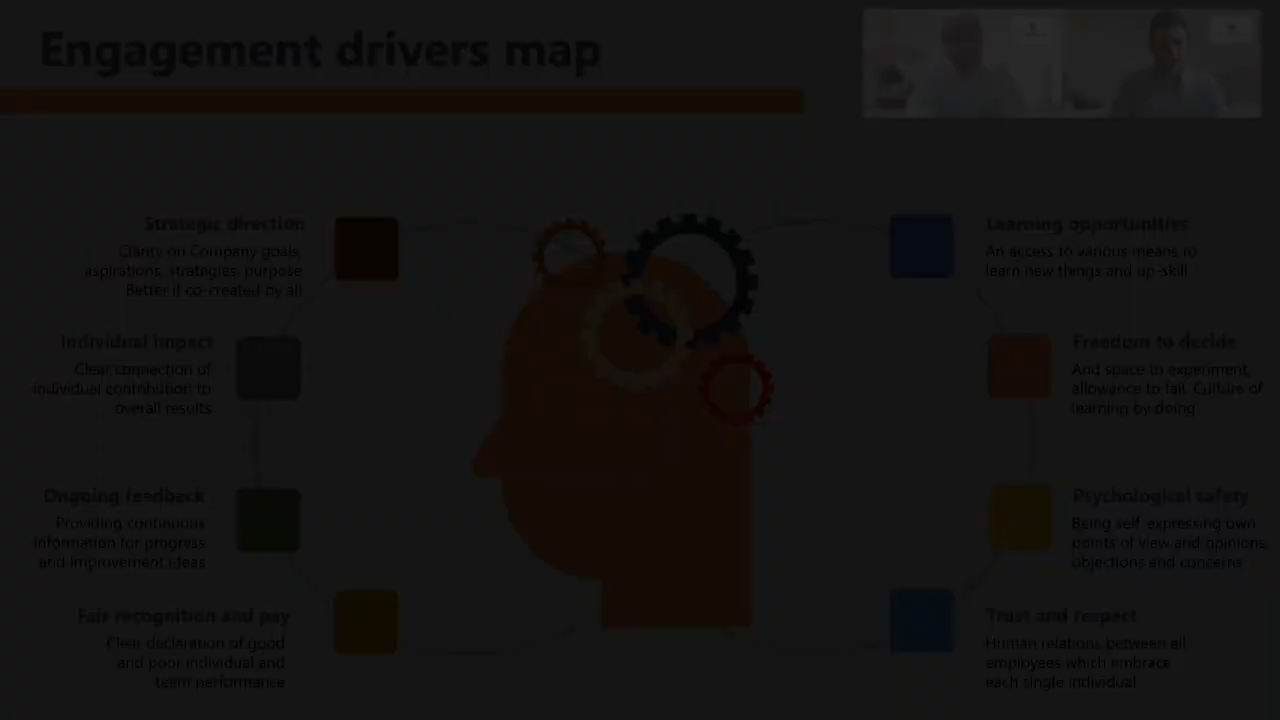 Engagement drivers map
Strategic direction
Clarity on Company goals,
aspirations, strategies, purpose
Better if co-created by all
Individual impact
Clear connection of
individual contribution to
overall results
Ongoing feedback
Providing continuous
information for progress
and improvement ideas
Fair recognition and pay
Clear declaration of good
and poor individual and
team performance
Learning opportunities
An access to various means to
learn new things and up-skill
Freedom to decide
And space to experiment,
allowance to fail. Culture of
learning by doing
Psychological safety
Being self-expressing own
points of view and opinions,
objections and concerns
Trust and respect
Human relations between all
employees which embrace
each single individual